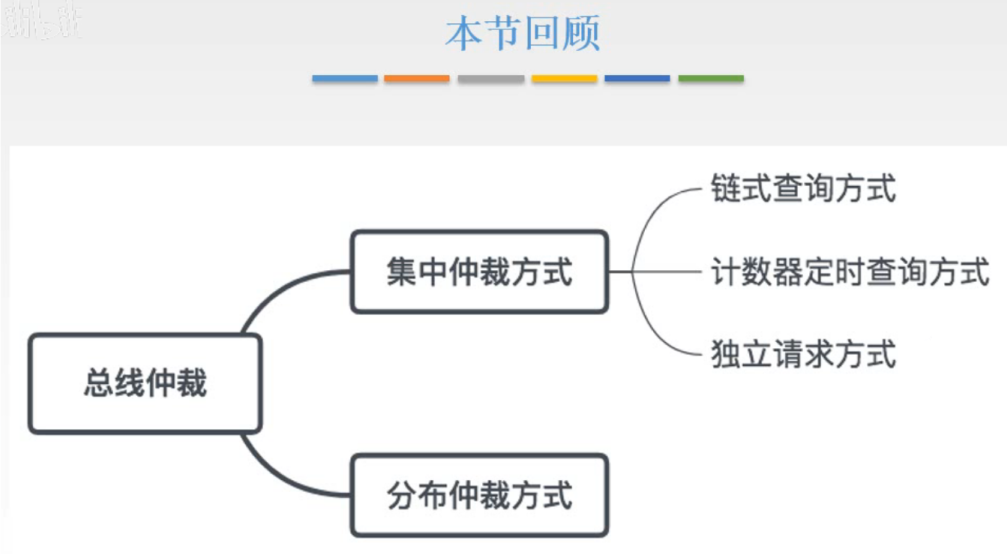 本节回顾
链式查询方式
集中仲裁方式
计数器定时查询方式
独立请求方式
总线仲裁
分布仲裁方式